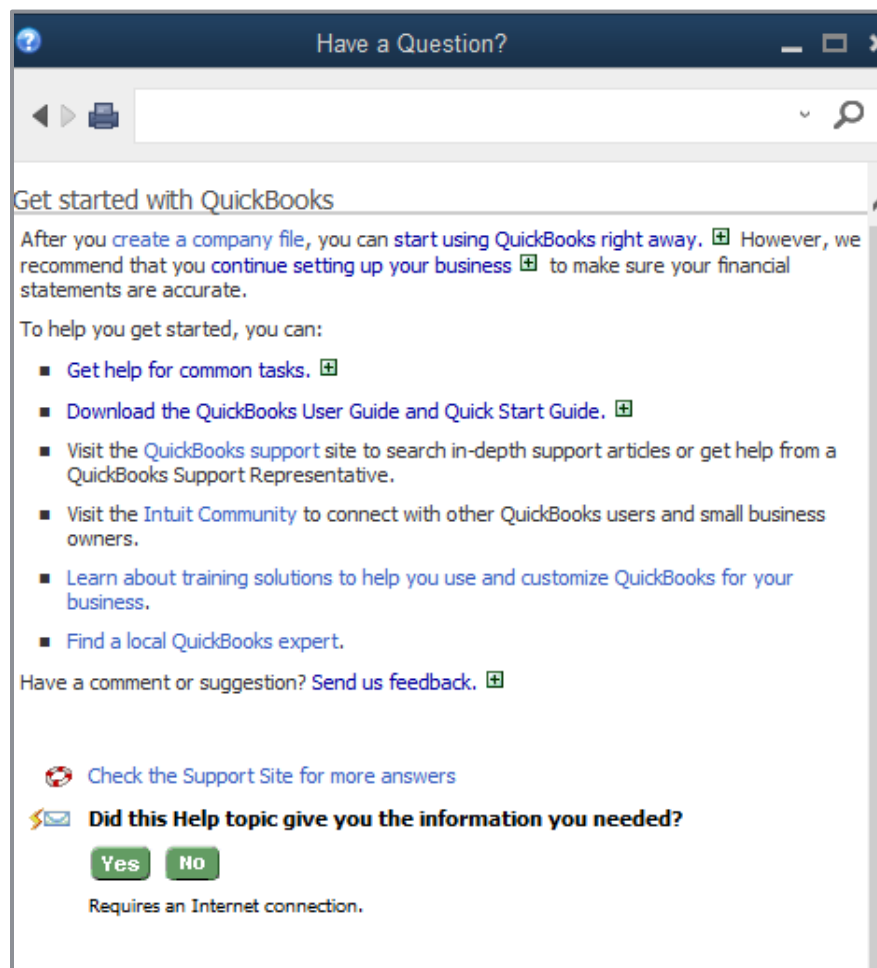 Have a Question?
Get started with QuickBooks
After you create a company file, you can start using QuickBooks right away. However, we
recommend that you continue setting up your business to make sure your financial
statements are accurate.
To help you get started, you can:
Get help for common tasks.
Download the QuickBooks User Guide and Quick Start Guide.
Visit the QuickBooks support site to search in-depth support articles or get help from a
QuickBooks Support Representative.
Visit the Intuit Community to connect with other QuickBooks users and small business
owners.
Learn about training solutions to help you use and customize QuickBooks for your
business.
Find a local QuickBooks expert.
Have a comment or suggestion? Send us feedback.
Check the Support Site for more answers
Did this Help topic give you the information you needed?
Yes No
Requires an Internet connection.